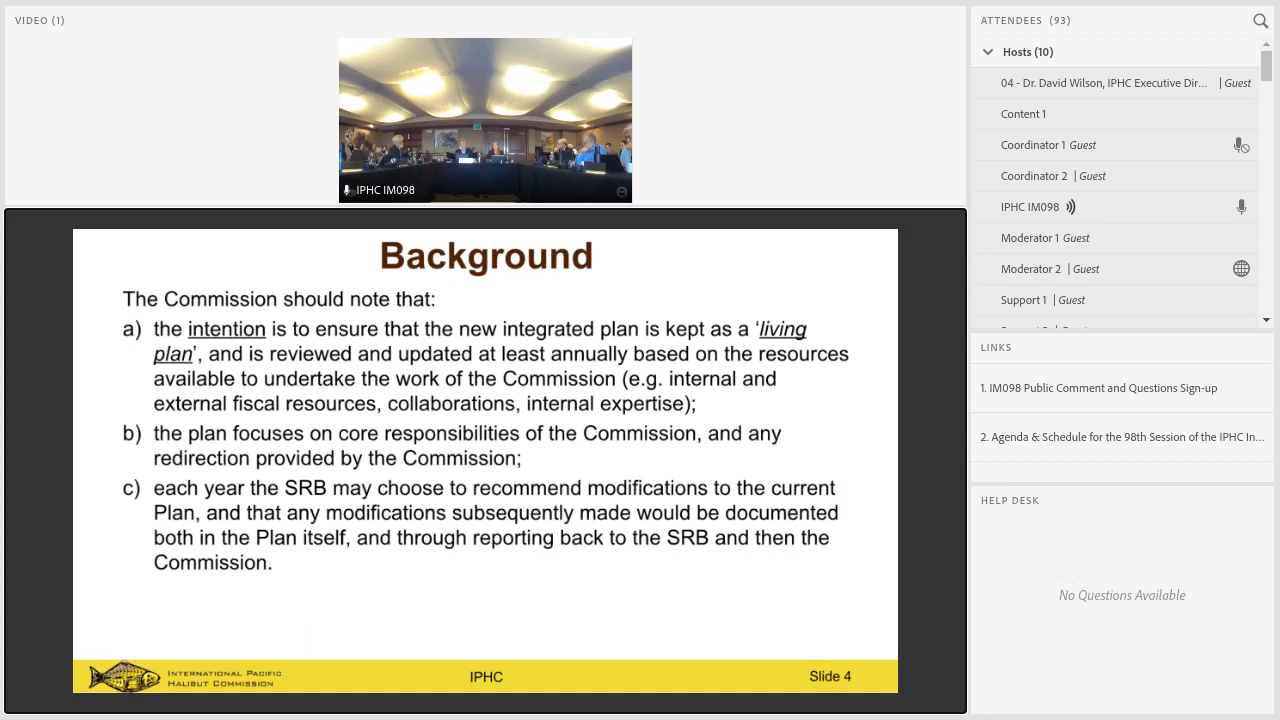 VIDEO (1)
IPHC IM098
Background
The Commission should note that:
a) the intention is to ensure that the new integrated plan is kept as a ‘living
plan’, and is reviewed and updated at least annually based on the resources
available to undertake the work of the Commission (e.g. internal and
external fiscal resources, collaborations, internal expertise);
b) the plan focuses on core responsibilities of the Commission, and any
redirection provided by the Commission;
c) each year the SRB may choose to recommend modifications to the current
Plan, and that any modifications subsequently made would be documented
both in the Plan itself, and through reporting back to the SRB and then the
Commission.
INTERNATIONAL PACIFIC
HALIBUT COMMISSION
IPHC
Slide 4
ATTENDEES (93)
Hosts (10)
04 - Dr. David Wilson, IPHC Executive Dir... | Guest
Content 1
Coordinator 1 Guest
Coordinator 2 | Guest
IPHC IM098
Moderator 1 Guest
Moderator 2 | Guest
Support 1 | Guest
LINKS
1. IM098 Public Comment and Questions Sign-up
2. Agenda & Schedule for the 98th Session of the IPHC In...
HELP DESK
No Questions Available